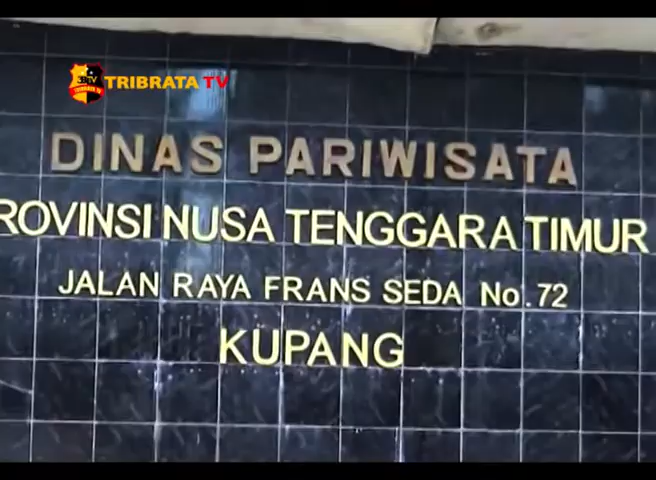 TRIBRATA TV
DINAS PARIWISATA
ROVINSI NUSA TENGGARA TIMUR
JALAN RAYA FRANS SEDA No. 72
KUPANG